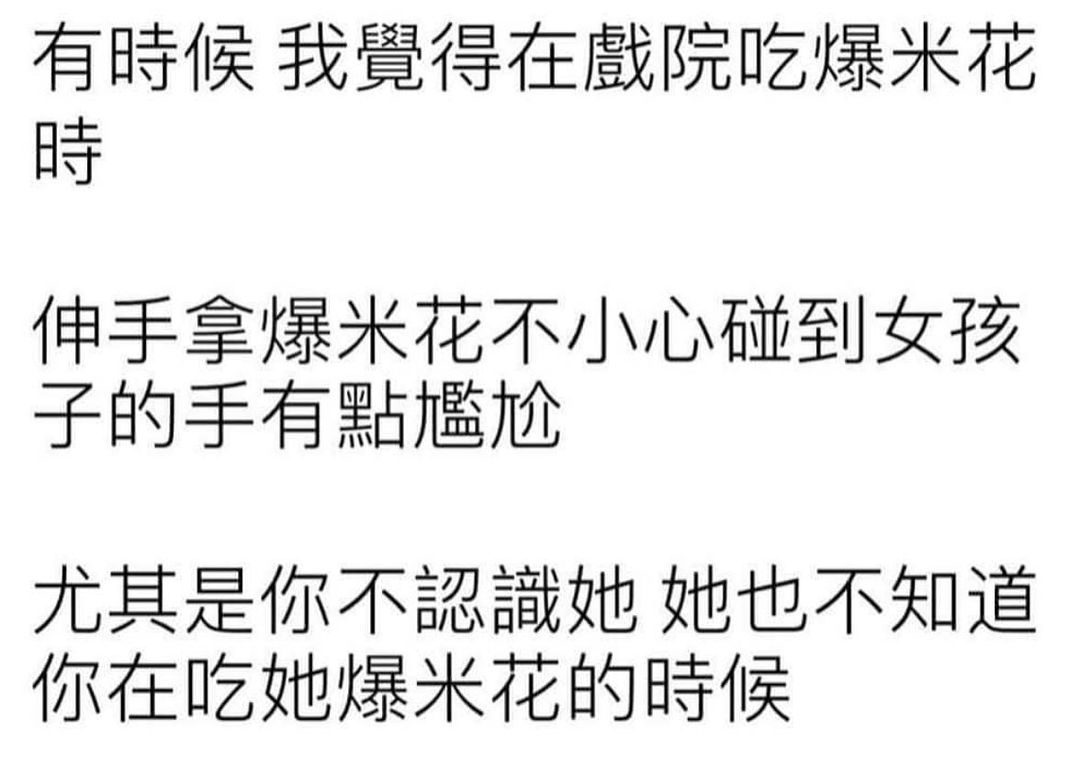 有時候 我覺得在戲院吃爆米花
時
伸手拿爆米花不小心碰到女孩
子的手有點尷尬
尤其是你不認識她 她也不知道
你在吃她爆米花的時候